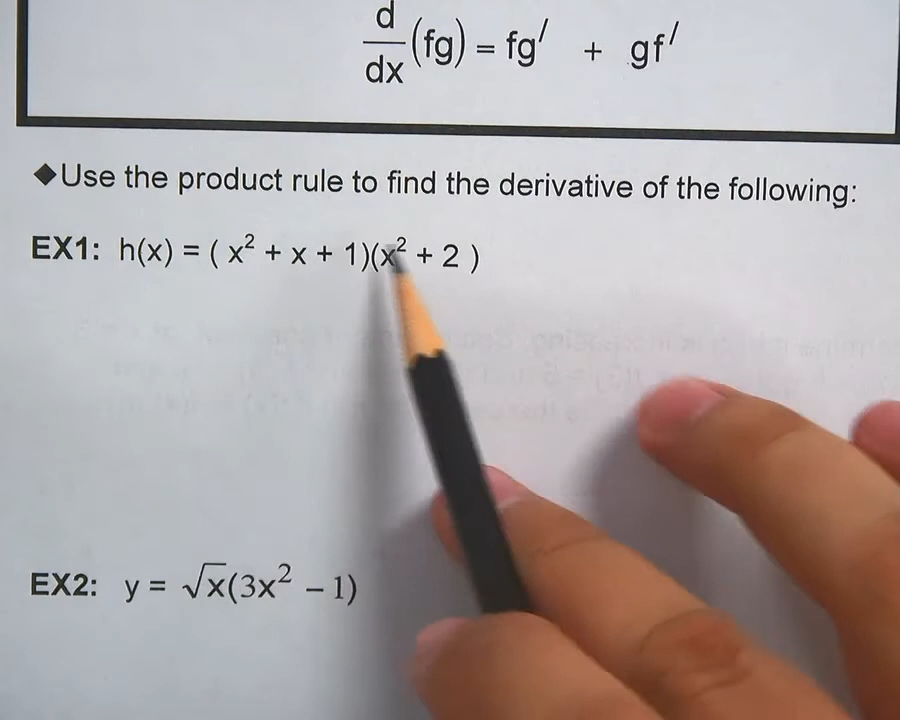 d/dx (fg) = fg′ + gf′
◆Use the product rule to find the derivative of the following:
EX1: h(x) = ( x² + x + 1)(x² + 2 )
EX2: y = √x(3x² − 1)